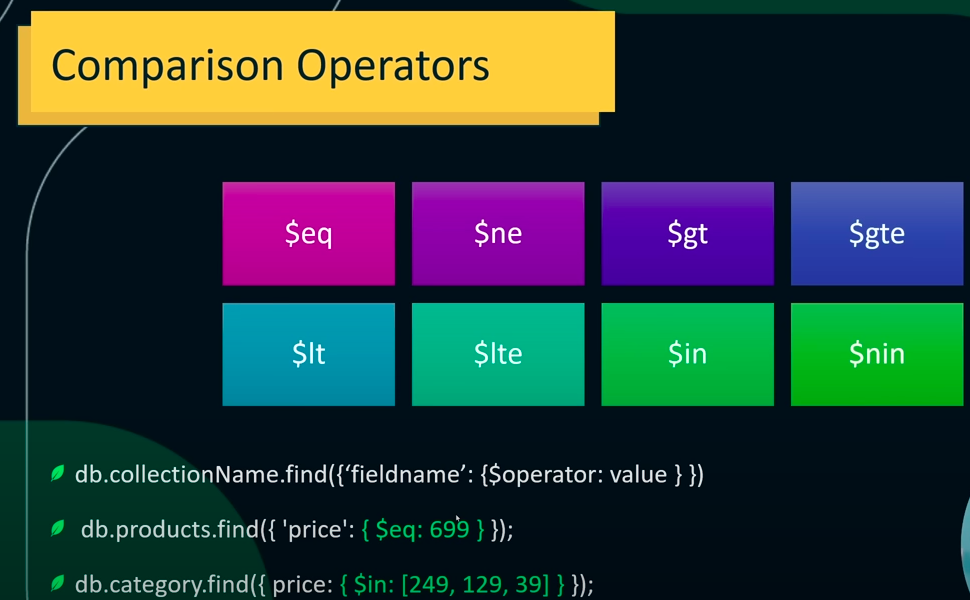 Comparison Operators
$eq $ne $gt $gte
$lt $lte $in $nin
db.collectionName.find({‘fieldname’: {$operator: value } })
db.products.find({ 'price': { $eq: 699 } });
db.category.find({ price: { $in: [249, 129, 39] } });